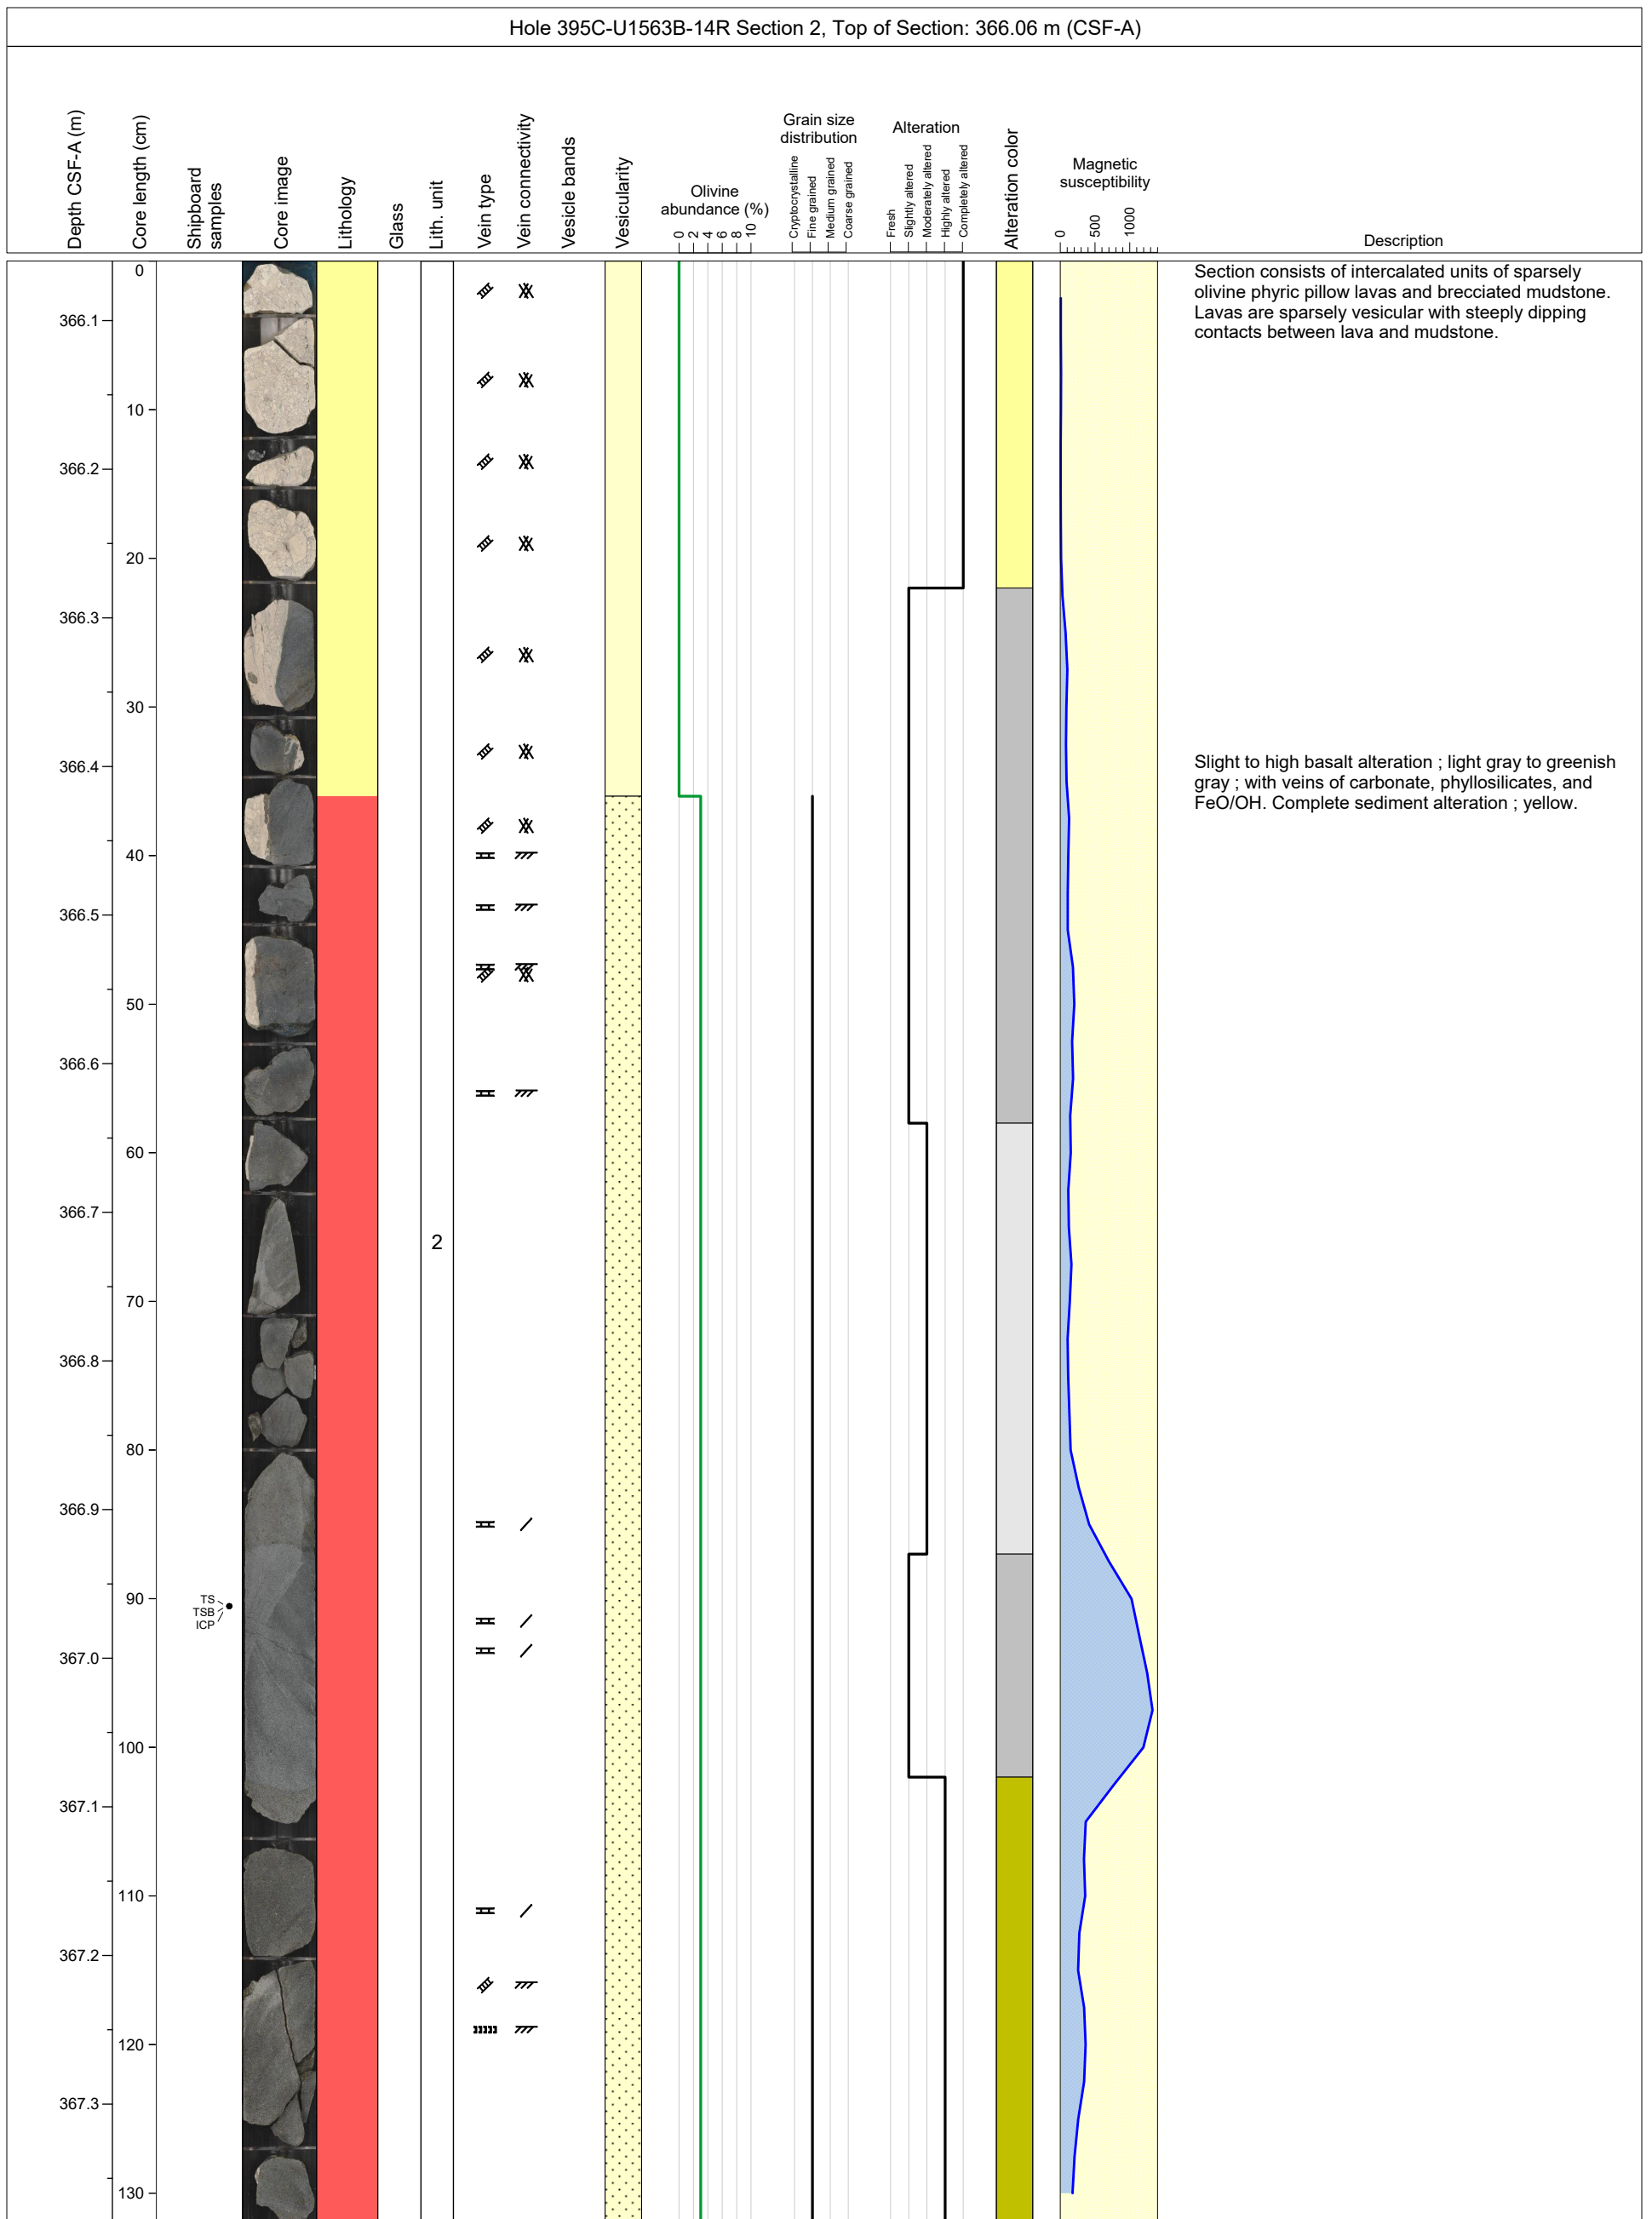 Hole 395C-U1563B-14R Section 2, Top of Section: 366.06 m (CSF-A)
Depth CSF-A (m)
Core length (cm)
Shipboard
samples
Core image
Lithology
Glass
Lith. unit
Vein type
Vein connectivity
Vesicle bands
Vesicularity
Olivine
abundance (%)
0 2 4 6 8 10
Grain size
distribution
Cryptocrystalline
Fine grained
Medium grained
Coarse grained
Alteration
Fresh
Slightly altered
Moderately altered
Highly altered
Completely altered
Alteration color
Magnetic
susceptibility
0 500 1000
Description
0
Section consists of intercalated units of sparsely
olivine phyric pillow lavas and brecciated mudstone.
Lavas are sparsely vesicular with steeply dipping
contacts between lava and mudstone.
366.1
10
366.2
20
366.3
30
366.4
Slight to high basalt alteration ; light gray to greenish
gray ; with veins of carbonate, phyllosilicates, and
FeO/OH. Complete sediment alteration ; yellow.
40
366.5
50
366.6
60
366.7
2
70
366.8
80
366.9
90
TS
TSB
ICP
367.0
100
367.1
110
367.2
120
367.3
130